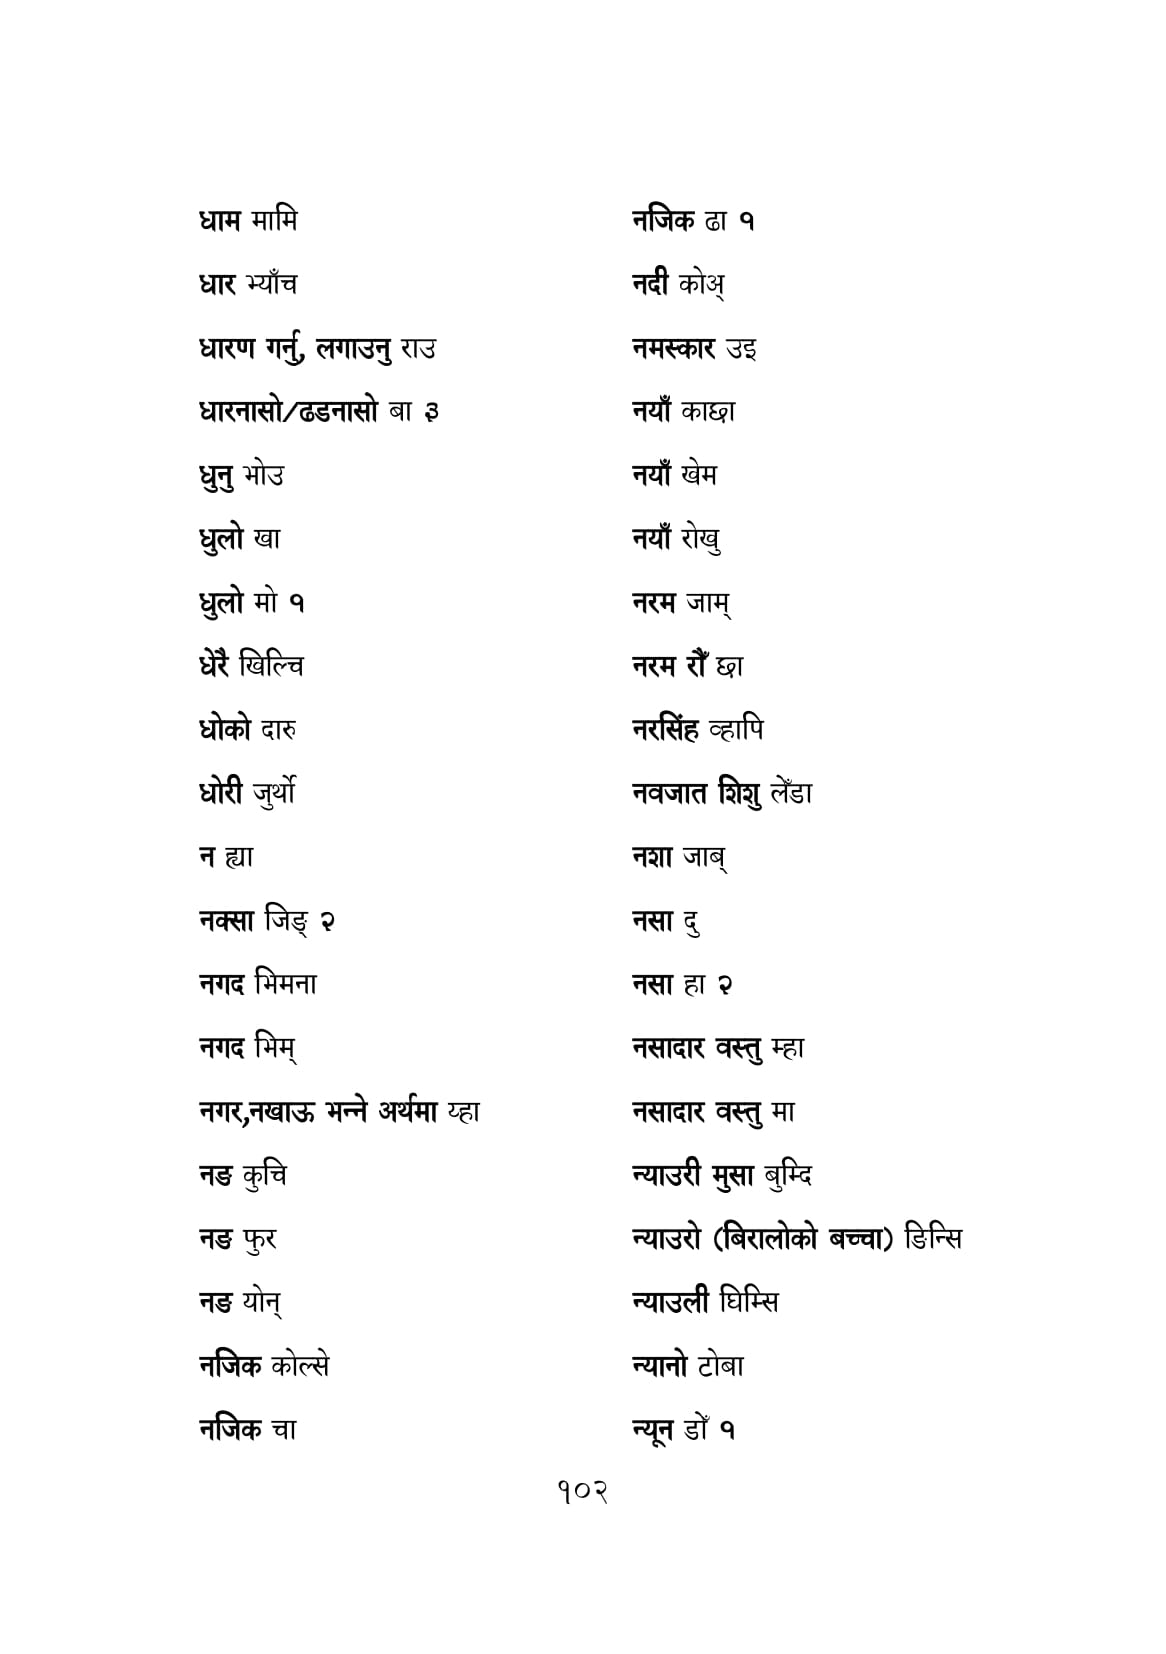 धाम मामि
धार भ्याँच
धारण गर्नु, लगाउनु राउ
धारनासो/ढडनासो बा ३
धुनु भोउ
धुलो खा
धुलो मो १
धेरै खिल्चि
धोको दारु
धोरी जुर्थो
न ह्या
नक्सा जिङ् २
नगद भिमना
नगद भिम्
नगर,नखाऊ भन्ने अर्थमा य्हा
नङ कुचि
नङ फुर
नङ योन्
नजिक कोल्से
नजिक चा
नजिक ढा १
नदी कोअ्
नमस्कार उइ
नयाँ काछा
नयाँ खेम
नयाँ रोखु
नरम जाम्
नरम रौँ छा
नरसिंह व्हापि
नवजात शिशु लेँडा
नशा जाब्
नसा दु
नसा हा २
नसादार वस्तु म्हा
नसादार वस्तु मा
न्याउरी मुसा बुम्दि
न्याउरो (बिरालोको बच्चा) ङिन्सि
न्याउली घिम्सि
न्यानो टोबा
न्यून डोँ १
१०२